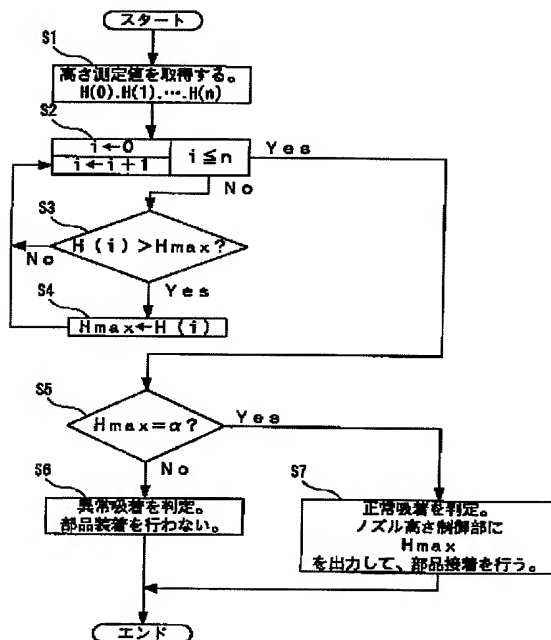 スタート
S1
高さ測定値を取得する。
H(0).H(1).….H(n)
S2
i←0
i←i+1
i≦n
Yes
No
S3
H(i)>Hmax?
No
Yes
S4
Hmax←H(i)
S5
Hmax=α?
Yes
No
S6
異常吸着を判定。
部品装着を行わない。
S7
正常吸着を判定。
ノズル高さ制御部に
Hmax
を出力して、部品接着を行う。
エンド